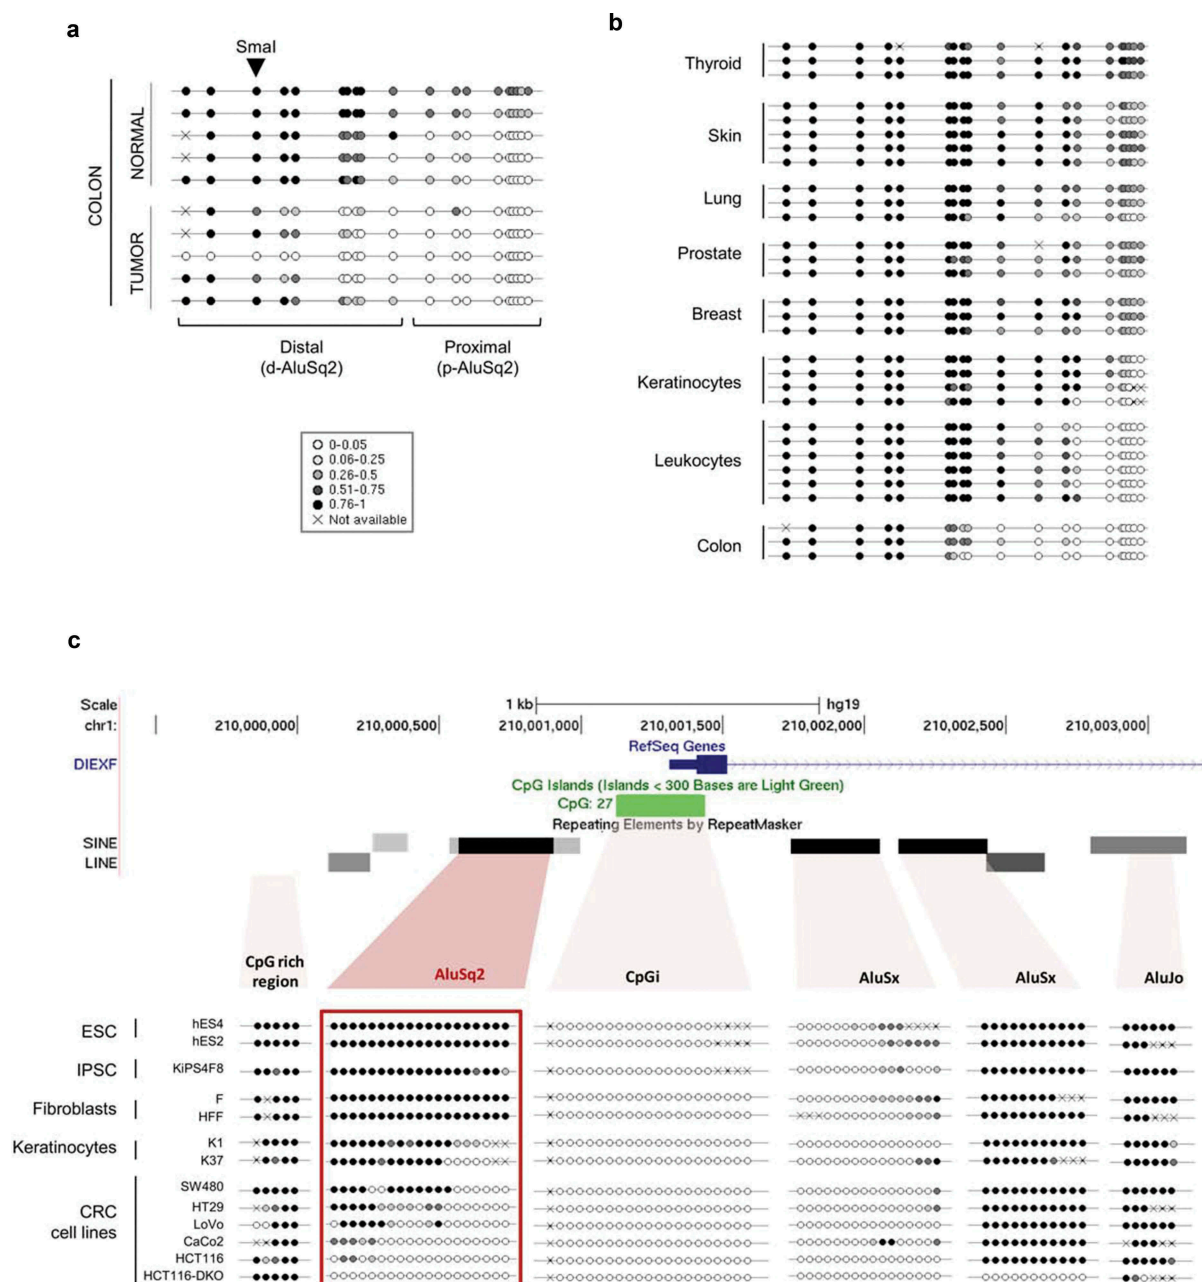 a
SmaI
COLON
NORMAL
TUMOR
Distal
(d-AluSq2)
Proximal
(p-AluSq2)
0-0.05
0.06-0.25
0.26-0.5
0.51-0.75
0.76-1
Not available
b
Thyroid
Skin
Lung
Prostate
Breast
Keratinocytes
Leukocytes
Colon
c
Scale
1 kb
hg19
chr1:
210,000,000
210,000,500
210,001,000
210,001,500
210,002,000
210,002,500
210,003,000
RefSeq Genes
DIEXF
CpG Islands (Islands < 300 Bases are Light Green)
CpG: 27
Repeating Elements by RepeatMasker
SINE
LINE
CpG rich
region
AluSq2
CpGi
AluSx
AluSx
AluJo
ESC
hES4
hES2
IPSC
KiPS4F8
Fibroblasts
F
HFF
Keratinocytes
K1
K37
CRC
cell lines
SW480
HT29
LoVo
CaCo2
HCT116
HCT116-DKO